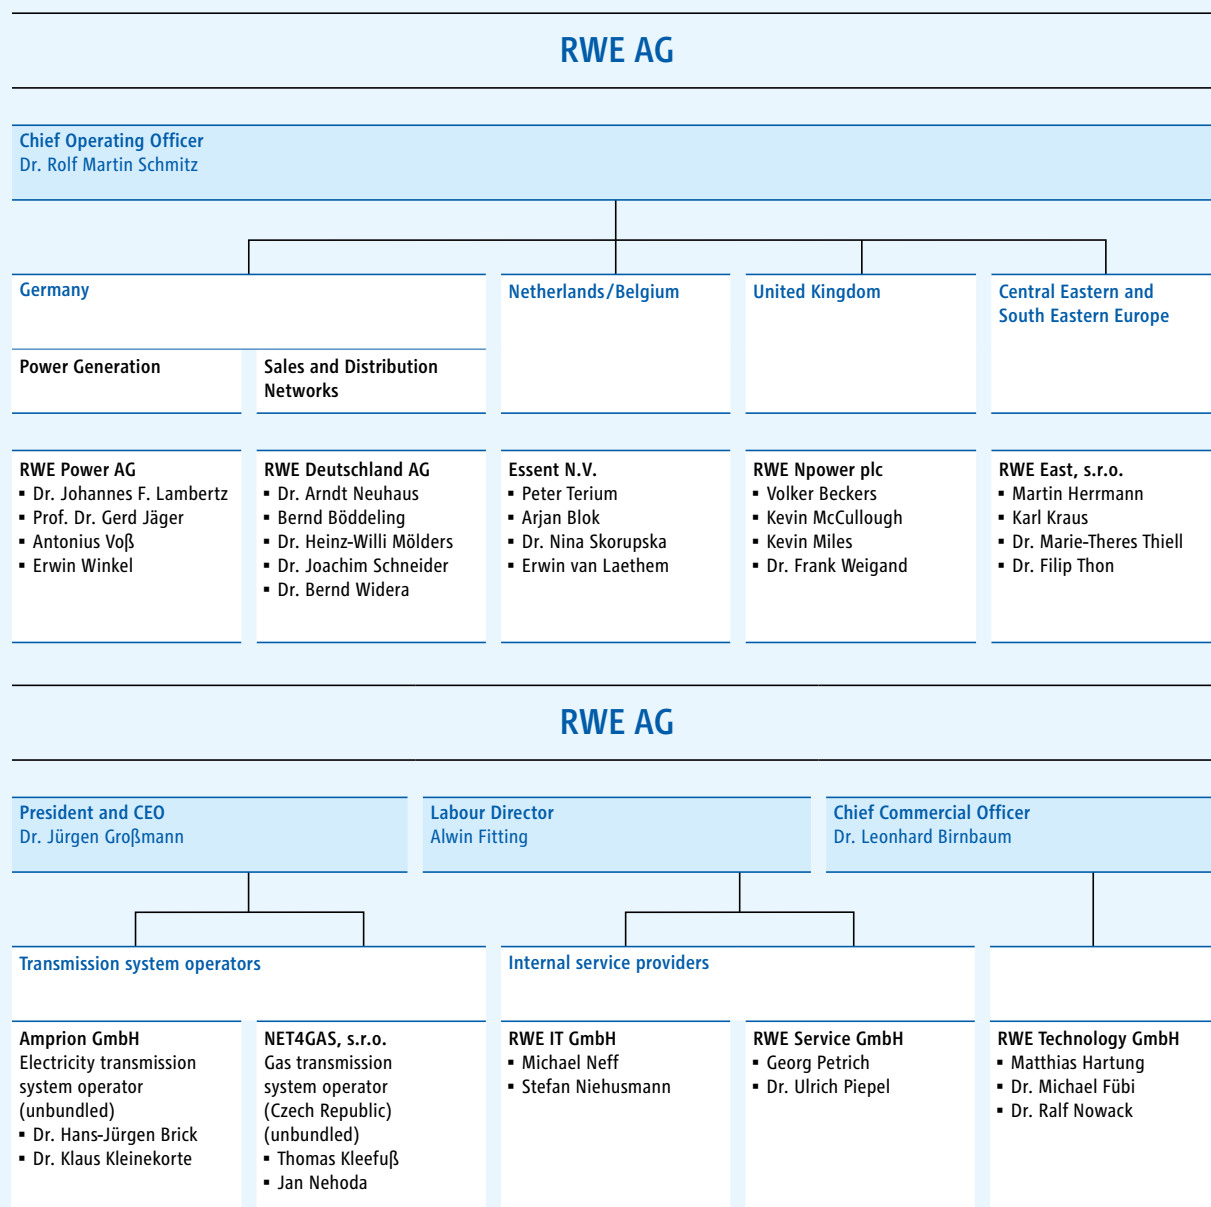 RWE AG
Chief Operating Officer
Dr. Rolf Martin Schmitz
Germany
Netherlands/Belgium
United Kingdom
Central Eastern and
South Eastern Europe
Power Generation
Sales and Distribution
Networks
RWE Power AG
▪ Dr. Johannes F. Lambertz
▪ Prof. Dr. Gerd Jäger
▪ Antonius Voß
▪ Erwin Winkel
RWE Deutschland AG
▪ Dr. Arndt Neuhaus
▪ Bernd Böddeling
▪ Dr. Heinz-Willi Mölders
▪ Dr. Joachim Schneider
▪ Dr. Bernd Widera
Essent N.V.
▪ Peter Terium
▪ Arjan Blok
▪ Dr. Nina Skorupska
▪ Erwin van Laethem
RWE Npower plc
▪ Volker Beckers
▪ Kevin McCullough
▪ Kevin Miles
▪ Dr. Frank Weigand
RWE East, s.r.o.
▪ Martin Herrmann
▪ Karl Kraus
▪ Dr. Marie-Theres Thiell
▪ Dr. Filip Thon
RWE AG
President and CEO
Dr. Jürgen Großmann
Labour Director
Alwin Fitting
Chief Commercial Officer
Dr. Leonhard Birnbaum
Transmission system operators
Internal service providers
Amprion GmbH
Electricity transmission
system operator
(unbundled)
▪ Dr. Hans-Jürgen Brick
▪ Dr. Klaus Kleinekorte
NET4GAS, s.r.o.
Gas transmission
system operator
(Czech Republic)
(unbundled)
▪ Thomas Kleefuß
▪ Jan Nehoda
RWE IT GmbH
▪ Michael Neff
▪ Stefan Niehusmann
RWE Service GmbH
▪ Georg Petrich
▪ Dr. Ulrich Piepel
RWE Technology GmbH
▪ Matthias Hartung
▪ Dr. Michael Fübi
▪ Dr. Ralf Nowack